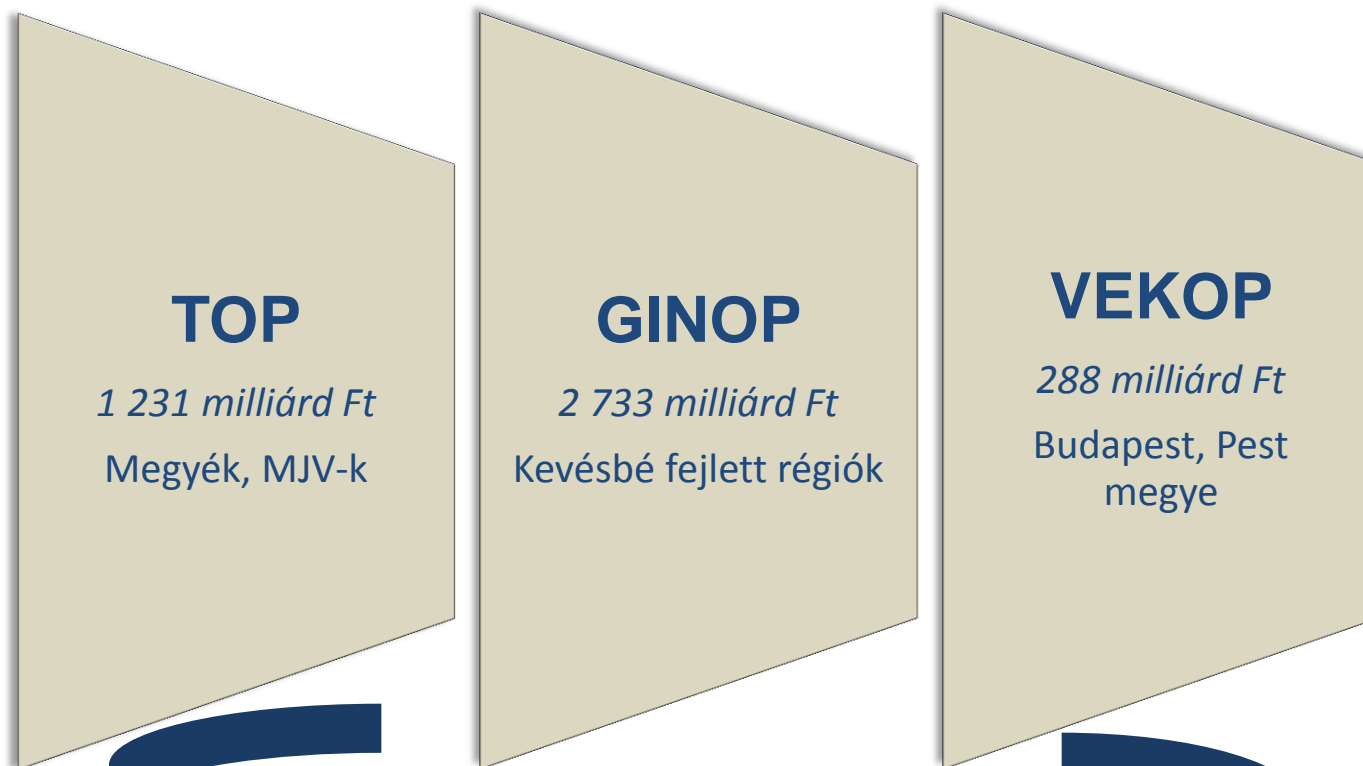 TOP
1 231 milliárd Ft
Megyék, MJV-k
GINOP
2 733 milliárd Ft
Kevésbé fejlett régiók
VEKOP
288 milliárd Ft
Budapest, Pest
megye